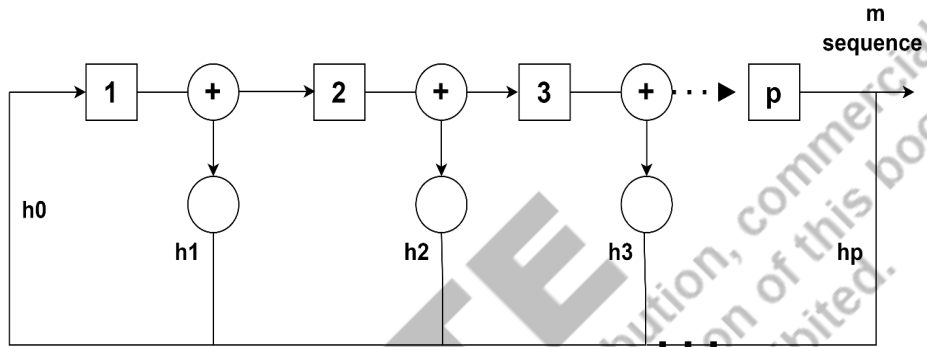 m
sequence
1 + 2 + 3 + ... p
h0
h1
h2
h3
hp
...